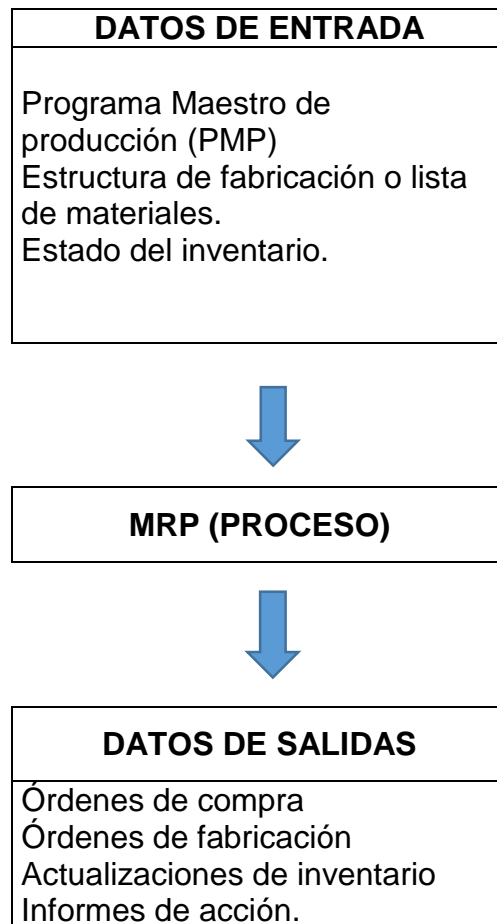 DATOS DE ENTRADA
Programa Maestro de
producción (PMP)
Estructura de fabricación o lista
de materiales.
Estado del inventario.
MRP (PROCESO)
DATOS DE SALIDAS
Órdenes de compra
Órdenes de fabricación
Actualizaciones de inventario
Informes de acción.